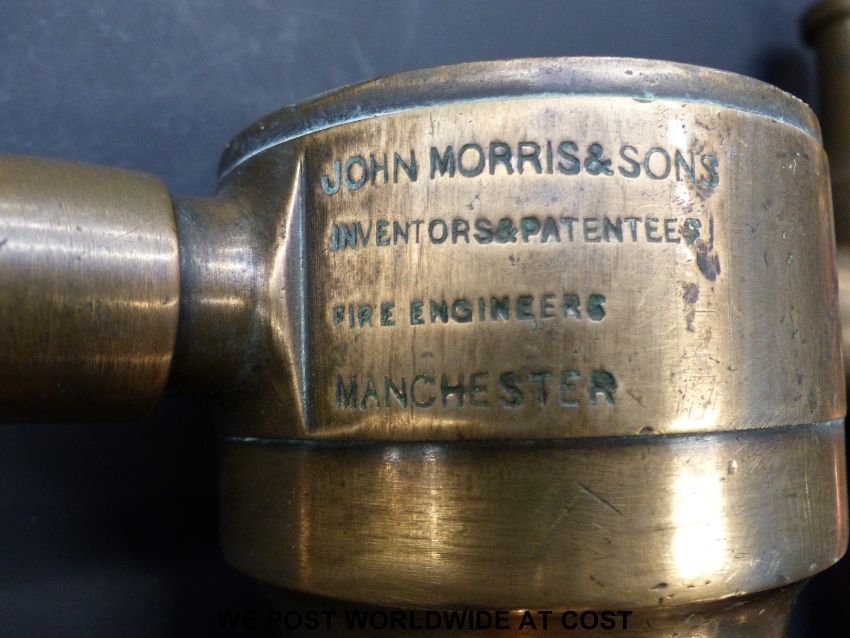 JOHN MORRIS&SONS
INVENTORS&PATENTEES
FIRE ENGINEERS
MANCHESTER
WE POST WORLDWIDE AT COST